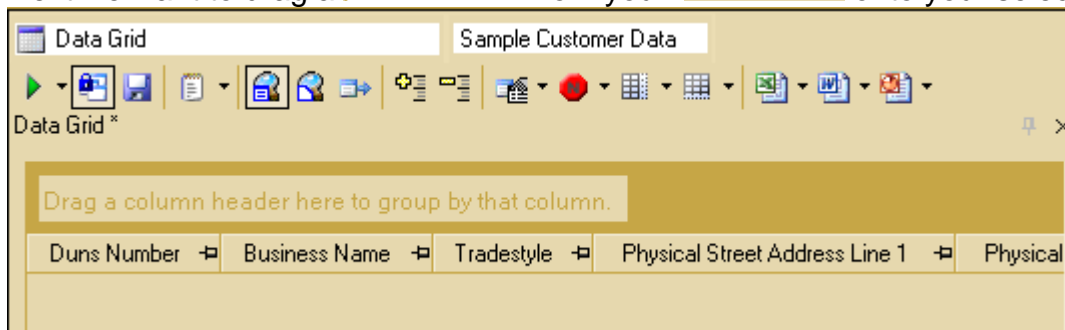 Data Grid Sample Customer Data
Data Grid *
Drag a column header here to group by that column.
Duns Number Business Name Tradestyle Physical Street Address Line 1 Physical